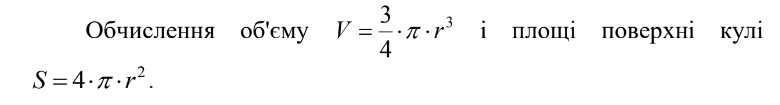 Обчислення об'єму V = 3/4 · π · r³ і площі поверхні кулі
S = 4 · π · r².